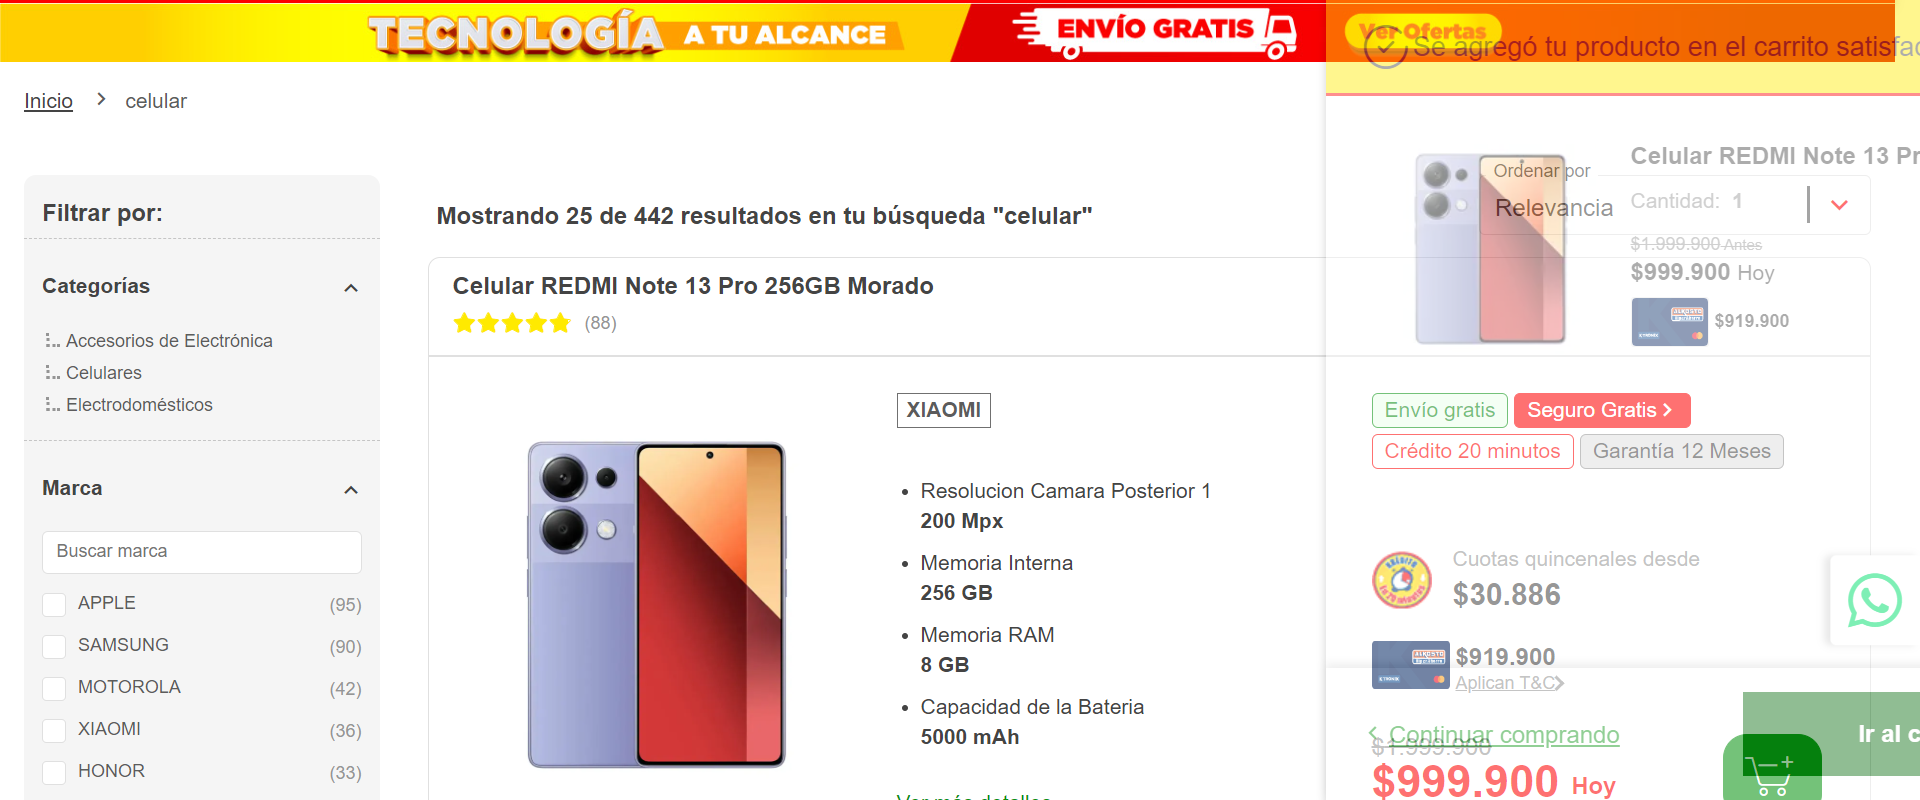 TECNOLOGÍA A TU ALCANCE
ENVÍO GRATIS
Ver Ofertas
Se agregó tu producto en el carrito satisfac
Inicio
celular
Filtrar por:
Categorías
Accesorios de Electrónica
Celulares
Electrodomésticos
Marca
Buscar marca
APPLE (95)
SAMSUNG (90)
MOTOROLA (42)
XIAOMI (36)
HONOR (33)
Mostrando 25 de 442 resultados en tu búsqueda "celular"
Ordenar por
Relevancia
Celular REDMI Note 13 Pro 256GB Morado
(88)
XIAOMI
Resolucion Camara Posterior 1
200 Mpx
Memoria Interna
256 GB
Memoria RAM
8 GB
Capacidad de la Bateria
5000 mAh
Ver más detalles
Celular REDMI Note 13 Pr
Cantidad: 1
$1.999.900 Antes
$999.900 Hoy
$919.900
Envío gratis
Seguro Gratis
Crédito 20 minutos
Garantía 12 Meses
Cuotas quincenales desde
$30.886
ALKOSTO
$919.900
Aplican T&C
Continuar comprando
$1.999.900
$999.900 Hoy
Ir al c